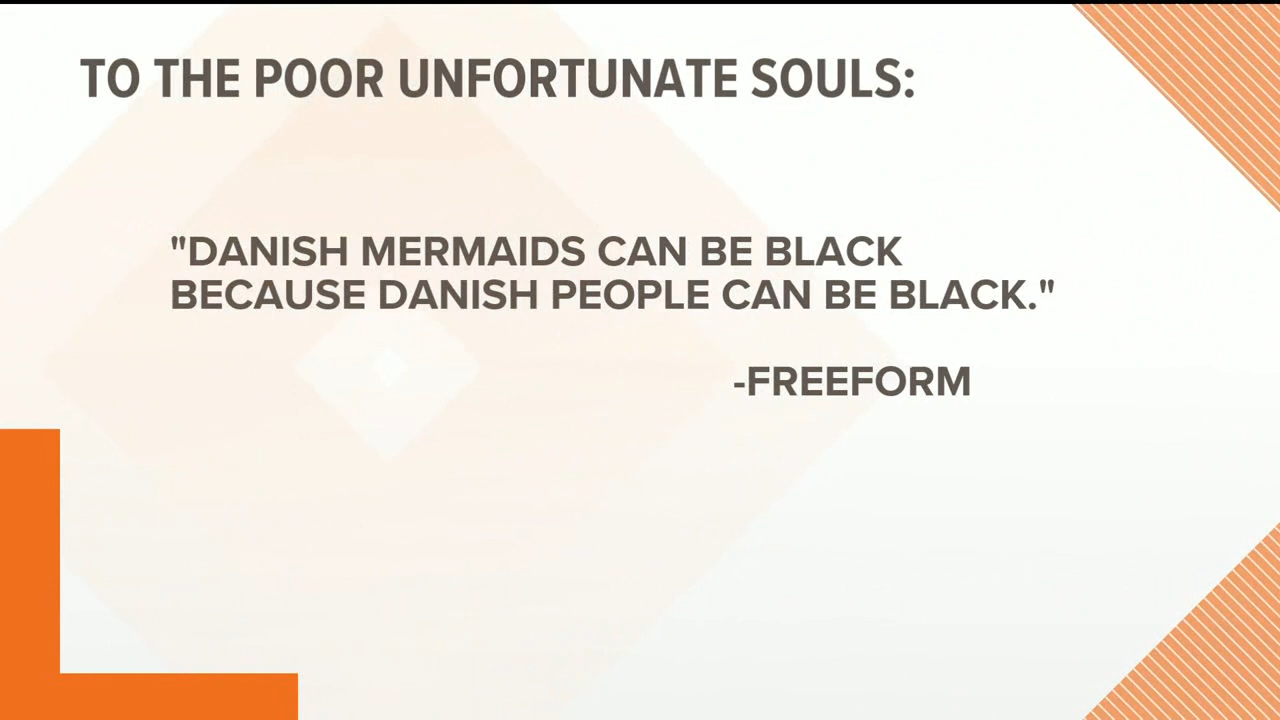 TO THE POOR UNFORTUNATE SOULS:
"DANISH MERMAIDS CAN BE BLACK
BECAUSE DANISH PEOPLE CAN BE BLACK."
-FREEFORM